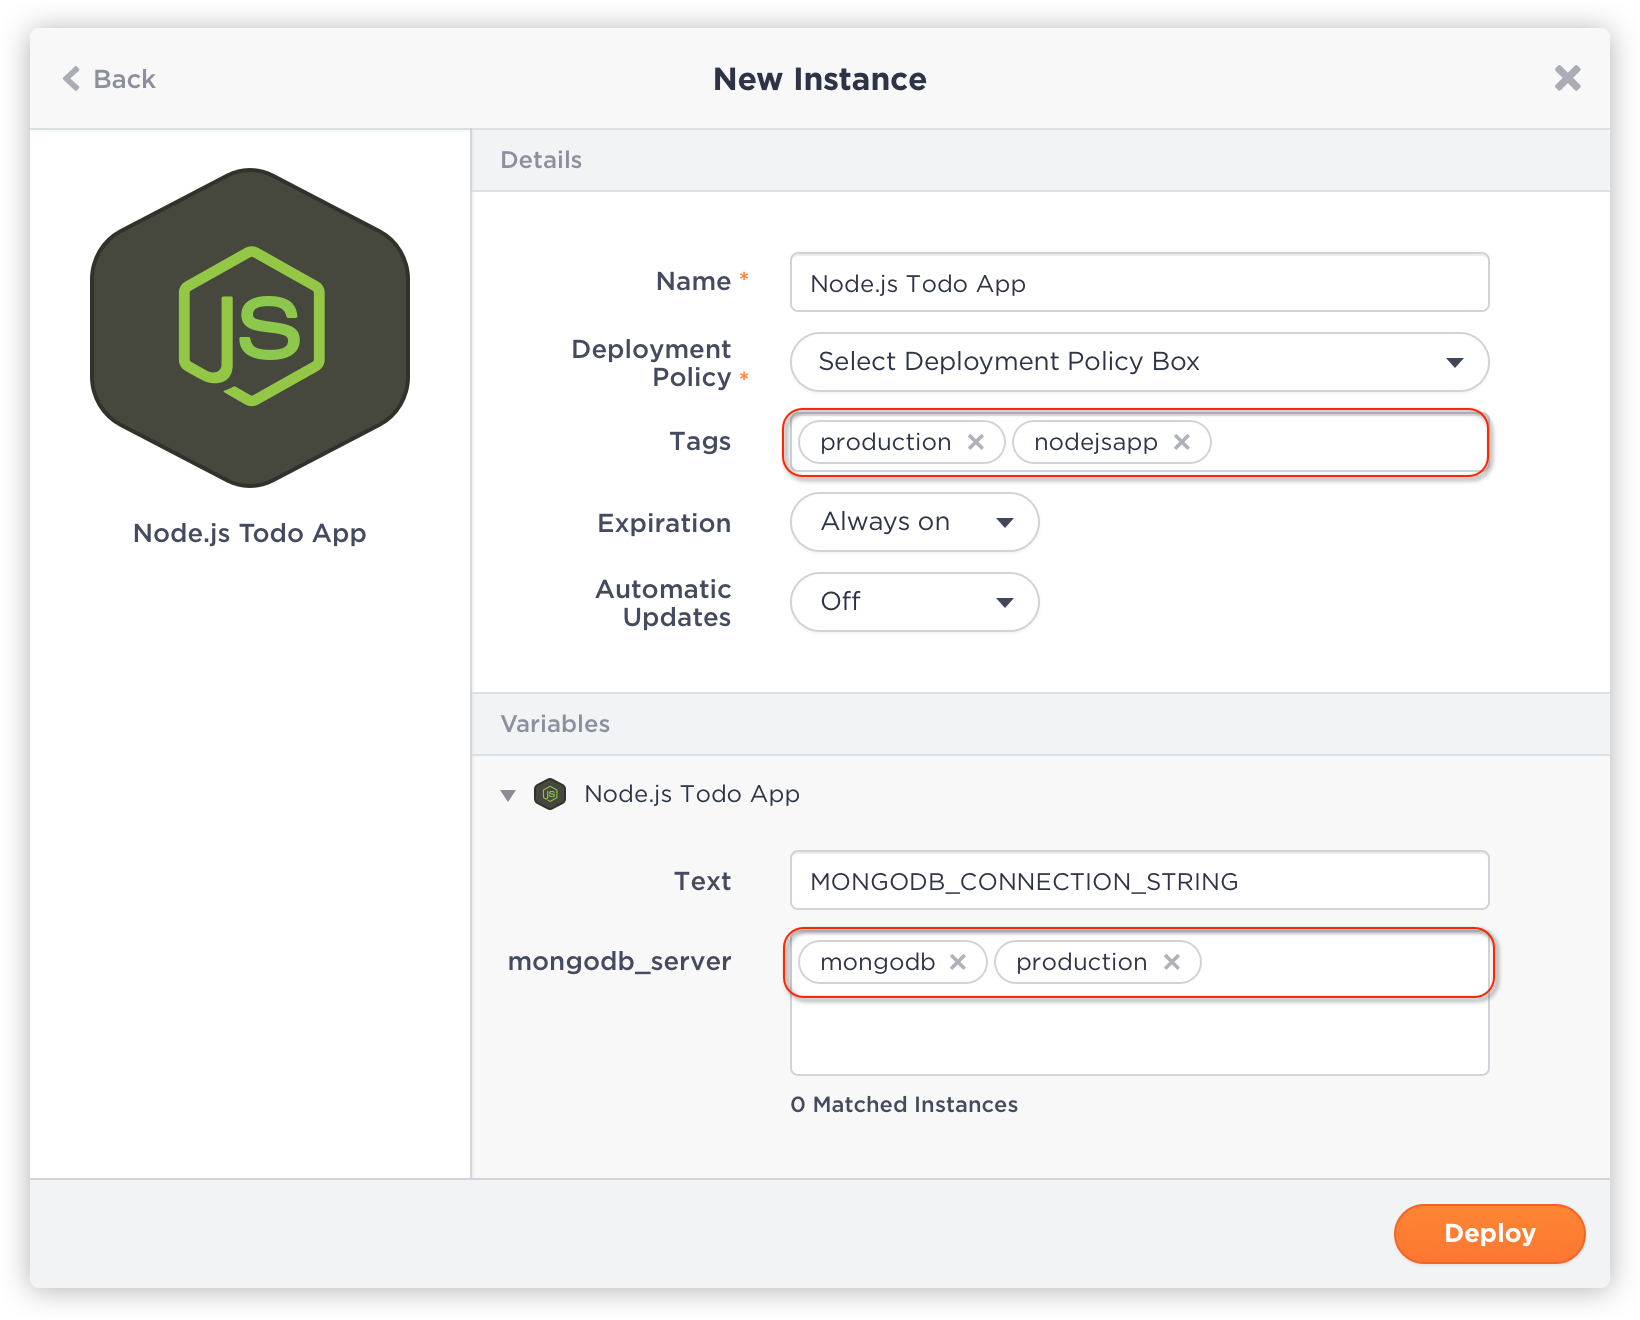 Back
New Instance
Details
JS
Node.js Todo App
Name *
Node.js Todo App
Deployment
Policy *
Select Deployment Policy Box
Tags
production
nodejsapp
Expiration
Always on
Automatic
Updates
Off
Variables
JS
Node.js Todo App
Text
MONGODB_CONNECTION_STRING
mongodb_server
mongodb
production
0 Matched Instances
Deploy